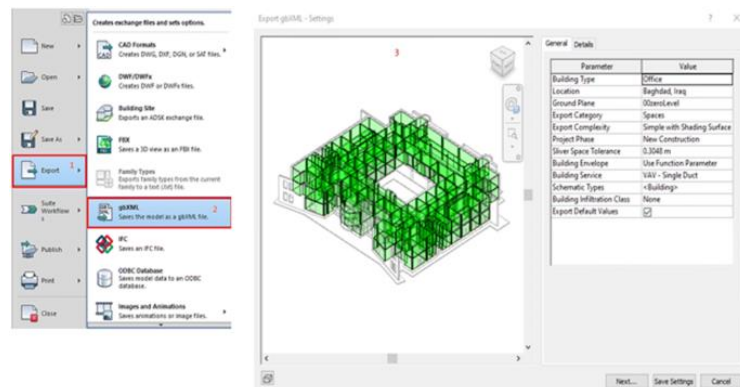 Creates exchange files and sets options.
New
Open
Save
Save As
Export
1
Suite
Workflow
s
Publish
Print
Close
CAD Formats
Creates DWG, DXF, DGN, or SAT files.
DWF/DWFx
Creates DWF or DWFx files.
Building Site
Exports an ADSK exchange file.
FBX
Saves a 3D view as an FBX file.
Family Types
Exports family types from the current
family to a text (.txt) file.
gbXML
Saves the model as a gbXML file.
2
IFC
Saves an IFC file.
ODBC Database
Saves model data to an ODBC
database.
Images and Animations
Saves animations or image files.
Export gbXML - Settings
? X
3
General Details
Parameter Value
Building Type Office
Location Baghdad, Iraq
Ground Plane 00zeroLevel
Export Category Spaces
Export Complexity Simple with Shading Surface
Project Phase New Construction
Sliver Space Tolerance 0.3048 m
Building Envelope Use Function Parameter
Building Service VAV - Single Duct
Schematic Types <Building>
Building Infiltration Class None
Export Default Values
Next... Save Settings Cancel